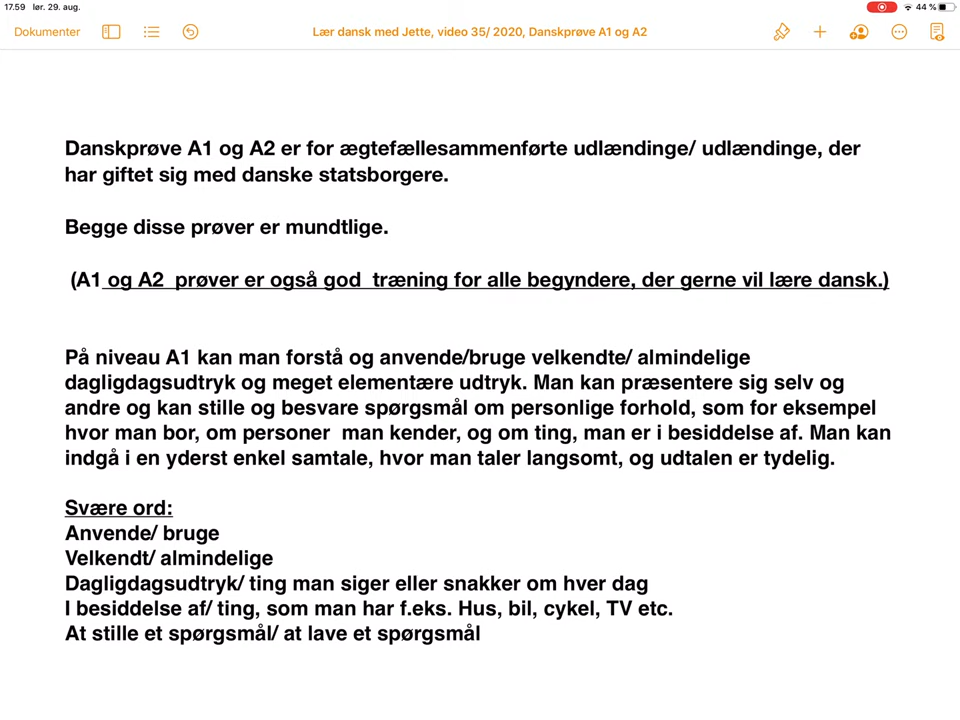 17.59 lør. 29. aug.
44 %
Dokumenter
Lær dansk med Jette, video 35/ 2020, Danskprøve A1 og A2
Danskprøve A1 og A2 er for ægtefællesammenførte udlændinge/ udlændinge, der
har giftet sig med danske statsborgere.
Begge disse prøver er mundtlige.
(A1 og A2  prøver er også god  træning for alle begyndere, der gerne vil lære dansk.)
På niveau A1 kan man forstå og anvende/bruge velkendte/ almindelige
dagligdagsudtryk og meget elementære udtryk. Man kan præsentere sig selv og
andre og kan stille og besvare spørgsmål om personlige forhold, som for eksempel
hvor man bor, om personer  man kender, og om ting, man er i besiddelse af. Man kan
indgå i en yderst enkel samtale, hvor man taler langsomt, og udtalen er tydelig.
Svære ord:
Anvende/ bruge
Velkendt/ almindelige
Dagligdagsudtryk/ ting man siger eller snakker om hver dag
I besiddelse af/ ting, som man har f.eks. Hus, bil, cykel, TV etc.
At stille et spørgsmål/ at lave et spørgsmål